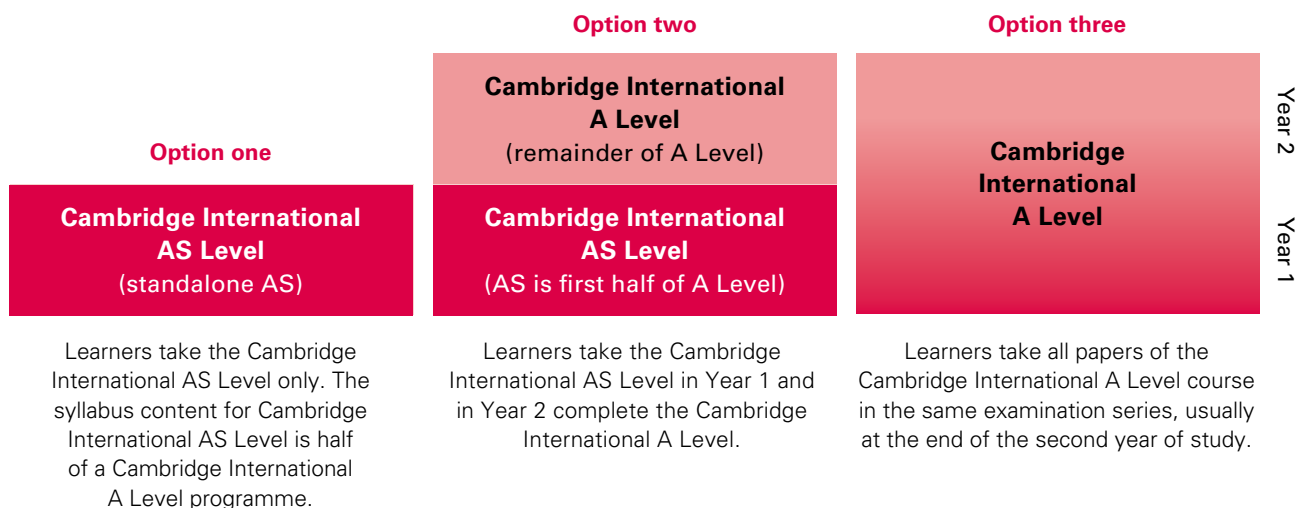 Option one
Cambridge International
AS Level
(standalone AS)
Learners take the Cambridge
International AS Level only. The
syllabus content for Cambridge
International AS Level is half
of a Cambridge International
A Level programme.
Option two
Cambridge International
A Level
(remainder of A Level)
Cambridge International
AS Level
(AS is first half of A Level)
Learners take the Cambridge
International AS Level in Year 1 and
in Year 2 complete the Cambridge
International A Level.
Option three
Cambridge
International
A Level
Learners take all papers of the
Cambridge International A Level course
in the same examination series, usually
at the end of the second year of study.
Year 2
Year 1